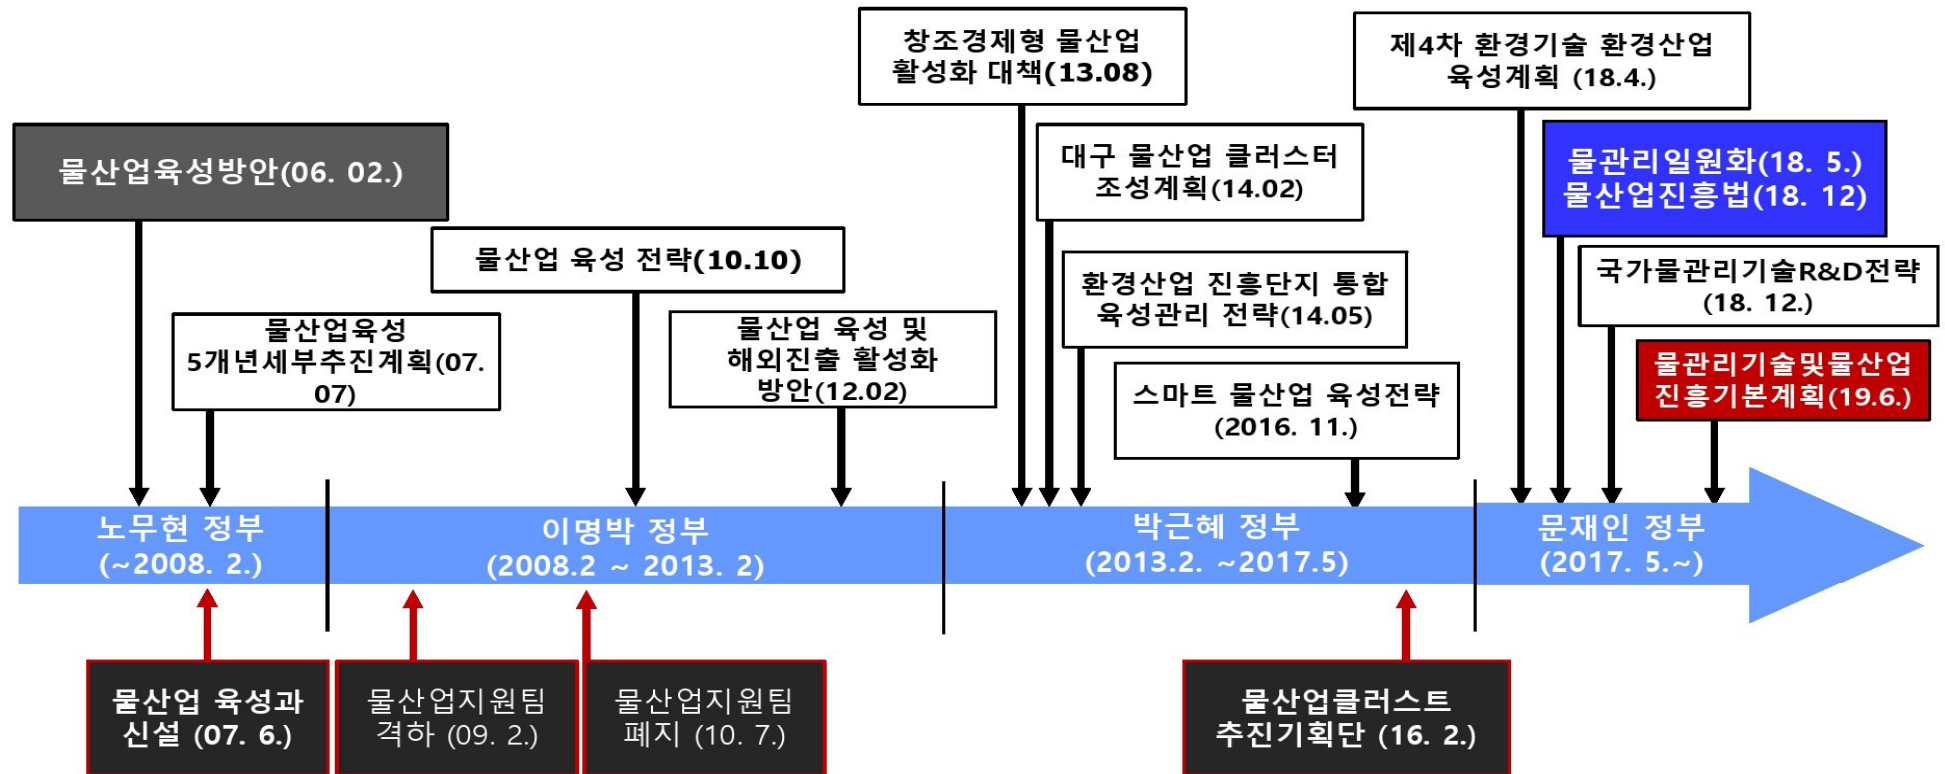 창조경제형 물산업
활성화 대책(13.08)
제4차 환경기술 환경산업
육성계획 (18.4.)
물산업육성방안(06. 02.)
대구 물산업 클러스터
조성계획(14.02)
물관리일원화(18. 5.)
물산업진흥법(18. 12)
물산업 육성 전략(10.10)
환경산업 진흥단지 통합
육성관리 전략(14.05)
국가물관리기술R&D전략
(18. 12.)
물산업육성
5개년세부추진계획(07.
07)
물산업 육성 및
해외진출 활성화
방안(12.02)
스마트 물산업 육성전략
(2016. 11.)
물관리기술및물산업
진흥기본계획(19.6.)
노무현 정부
(~2008. 2.)
이명박 정부
(2008.2 ~ 2013. 2)
박근혜 정부
(2013.2. ~2017.5)
문재인 정부
(2017. 5.~)
물산업 육성과
신설 (07. 6.)
물산업지원팀
격하 (09. 2.)
물산업지원팀
폐지 (10. 7.)
물산업클러스트
추진기획단 (16. 2.)